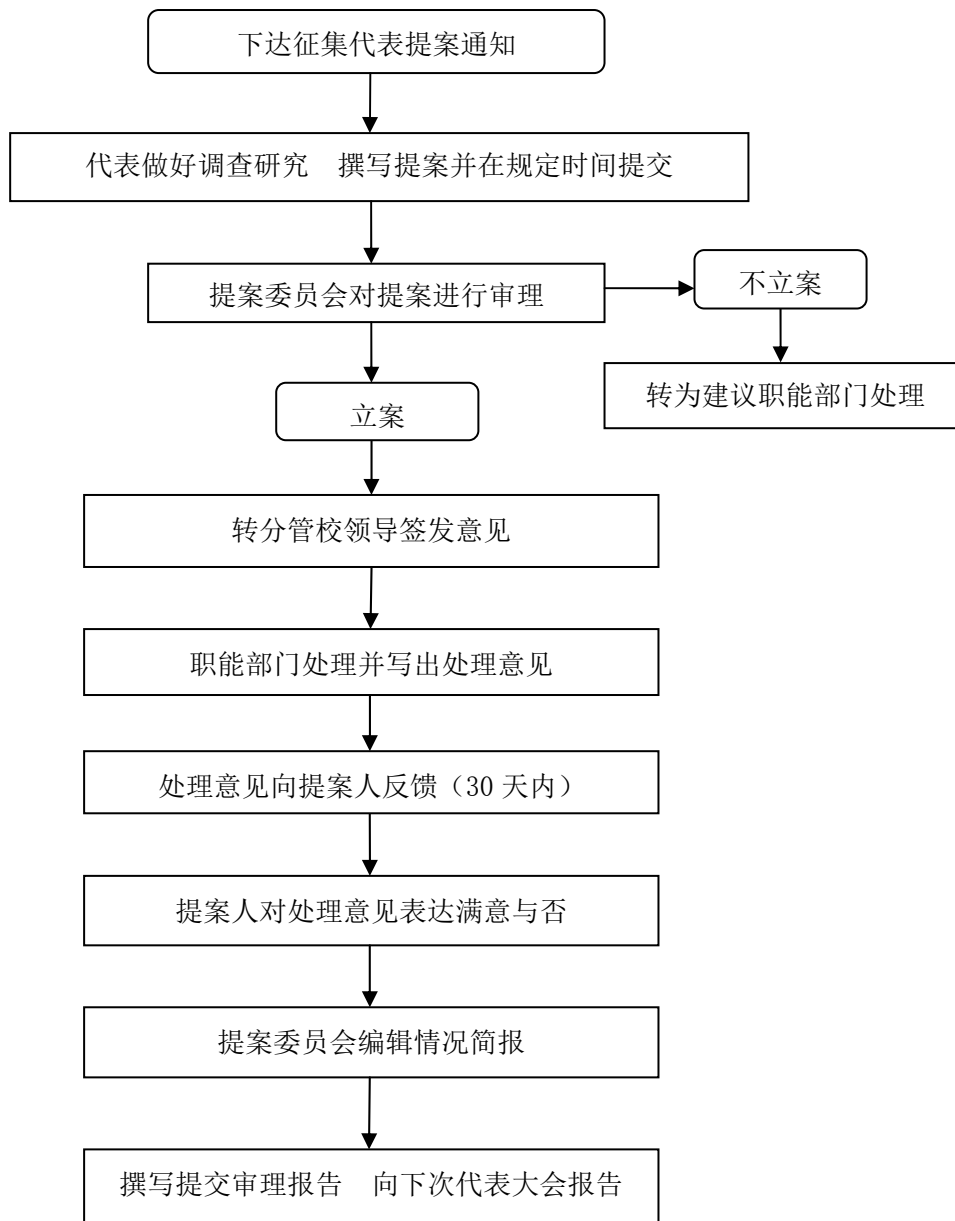 下达征集代表提案通知
代表做好调查研究　撰写提案并在规定时间提交
提案委员会对提案进行审理
不立案
转为建议职能部门处理
立案
转分管校领导签发意见
职能部门处理并写出处理意见
处理意见向提案人反馈（30 天内）
提案人对处理意见表达满意与否
提案委员会编辑情况简报
撰写提交审理报告　向下次代表大会报告